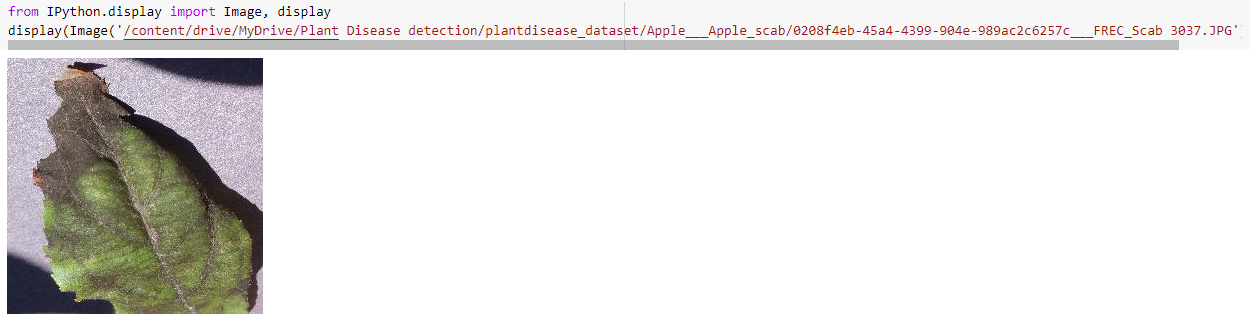 from IPython.display import Image, display
display(Image('/content/drive/MyDrive/Plant Disease detection/plantdisease_dataset/Apple___Apple_scab/0208f4eb-45a4-4399-904e-989ac2c6257c___FREC_Scab 3037.JPG'